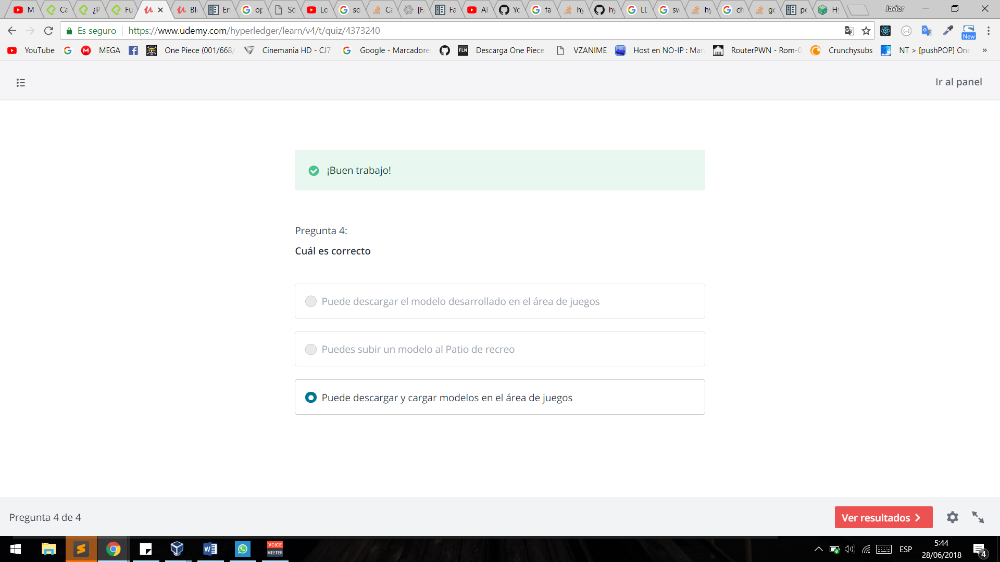 M
Ca
¿P
Fu
Bl
En
op
Só
Lo
so
Ca
[F
Fa
Al
Yo
fa
hy
hy
LD
sw
hy
ch
go
pe
Hy
Javier
Es seguro
https://www.udemy.com/hyperledger/learn/v4/t/quiz/4373240
New
YouTube
MEGA
One Piece (001/668/
Cinemania HD - CJ7
Google - Marcadore
FLN
Descarga One Piece
VZANIME
Host en NO-IP : Man
RouterPWN - Rom-0
Crunchysubs
NT > [pushPOP] One
»
Ir al panel
¡Buen trabajo!
Pregunta 4:
Cuál es correcto
Puede descargar el modelo desarrollado en el área de juegos
Puedes subir un modelo al Patio de recreo
Puede descargar y cargar modelos en el área de juegos
Pregunta 4 de 4
Ver resultados
VOICE
MEETER
ESP
5:44
28/06/2018
4